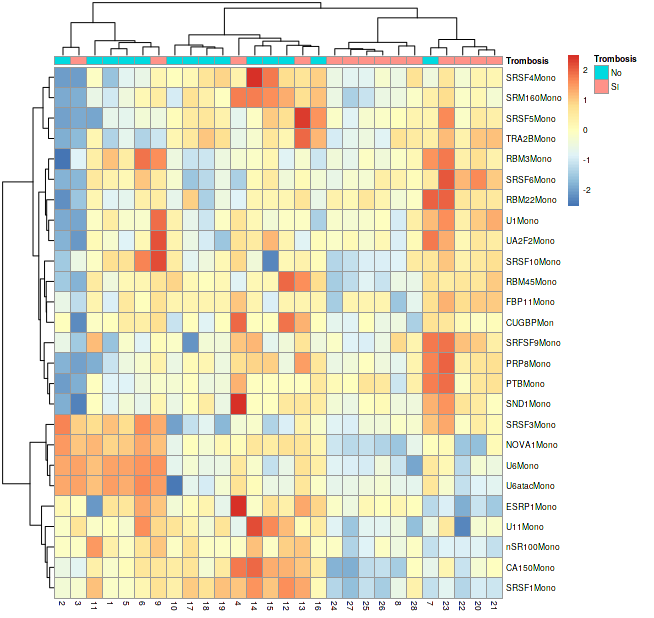 Trombosis
SRSF4Mono
SRM160Mono
SRSF5Mono
TRA2BMono
RBM3Mono
SRSF6Mono
RBM22Mono
U1Mono
UA2F2Mono
SRSF10Mono
RBM45Mono
FBP11Mono
CUGBPMon
SRFSF9Mono
PRP8Mono
PTBMono
SND1Mono
SRSF3Mono
NOVA1Mono
U6Mono
U6atacMono
ESRP1Mono
U11Mono
nSR100Mono
CA150Mono
SRSF1Mono
2 3 11 1 5 6 9 10 17 18 19 4 14 15 12 13 16 24 27 25 26 8 28 7 23 22 20 21
2
1
0
-1
-2
Trombosis
No
SI